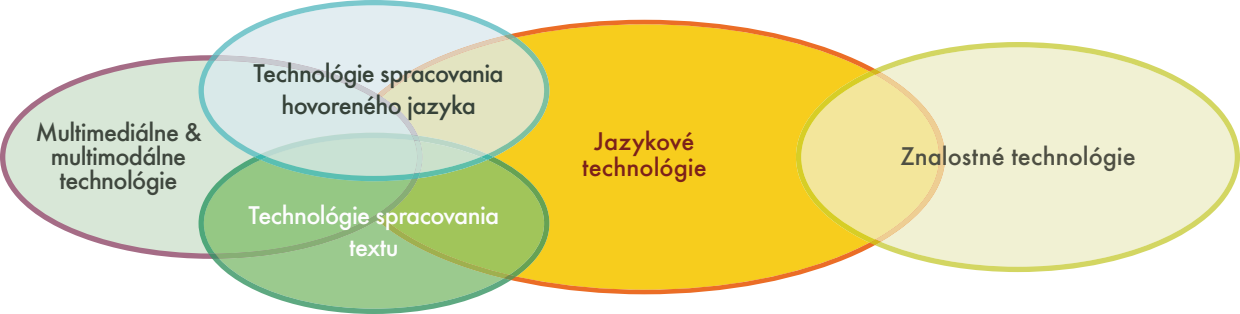 Technológie spracovania
hovoreného jazyka
Multimediálne &
multimodálne
technológie
Jazykové
technológie
Znalostné technológie
Technológie spracovania
textu